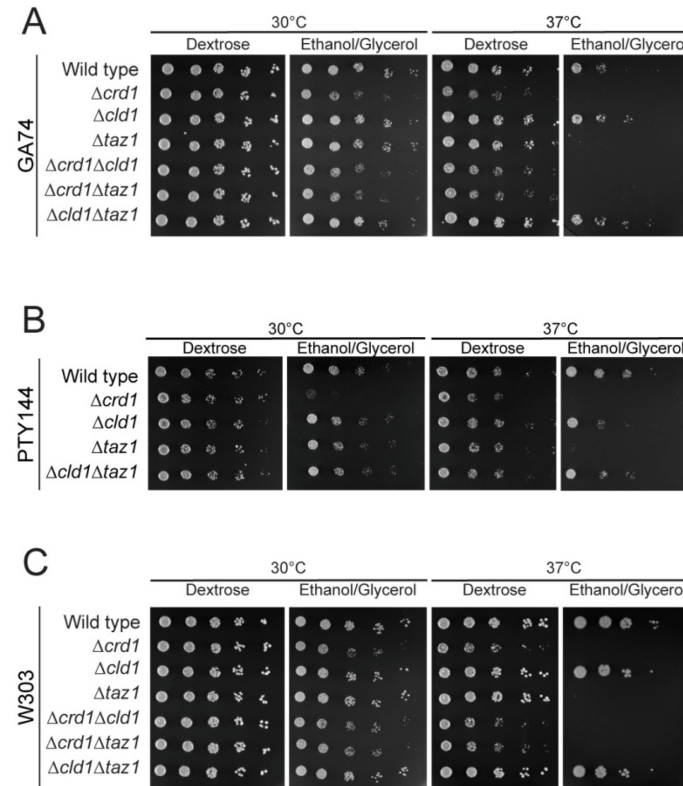 A
30°C 37°C
Dextrose Ethanol/Glycerol Dextrose Ethanol/Glycerol
GA74
Wild type
Δcrd1
Δcld1
Δtaz1
Δcrd1Δcld1
Δcrd1Δtaz1
Δcld1Δtaz1
B
30°C 37°C
Dextrose Ethanol/Glycerol Dextrose Ethanol/Glycerol
PTY144
Wild type
Δcrd1
Δcld1
Δtaz1
Δcld1Δtaz1
C
30°C 37°C
Dextrose Ethanol/Glycerol Dextrose Ethanol/Glycerol
W303
Wild type
Δcrd1
Δcld1
Δtaz1
Δcrd1Δcld1
Δcrd1Δtaz1
Δcld1Δtaz1